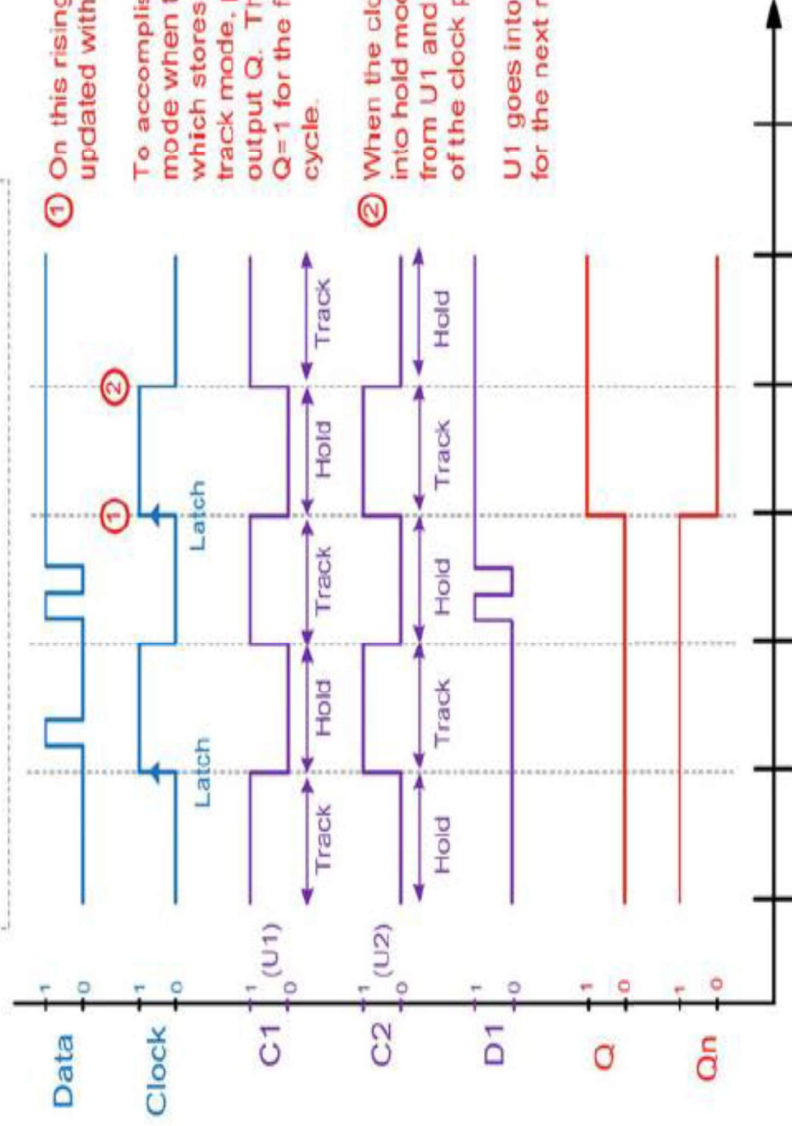 Data
1
0
Clock
1
0
1
2
Latch
Latch
C1
1
(U1)
0
Track
Hold
Track
Hold
Track
C2
1
(U2)
0
Hold
Track
Hold
Track
Hold
D1
1
0
Q
1
0
Qn
1
0
1 On this rising
updated with
To accomplis
mode when
which stores
track mode,
output Q.
Q=1 for the
cycle.
2 When the clo
into hold
from U1 and
of the clock
U1 goes into
for the next